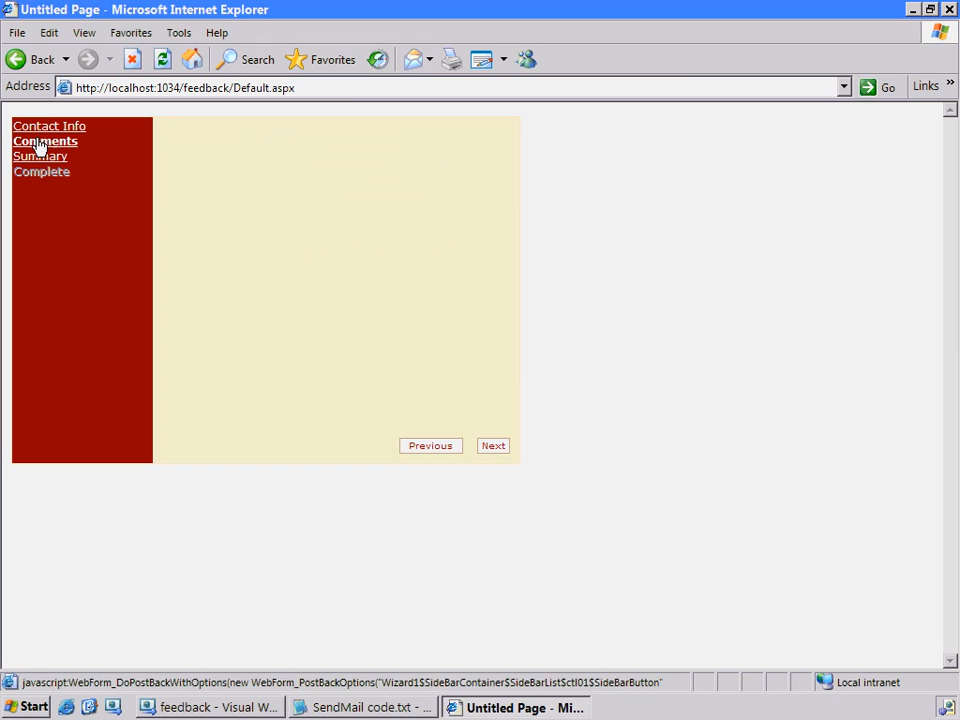 Untitled Page - Microsoft Internet Explorer
File Edit View Favorites Tools Help
Back Search Favorites
Address http://localhost:1034/feedback/Default.aspx Go Links »
Contact Info
Comments
Summary
Complete
Previous Next
javascript:WebForm_DoPostBackWithOptions(new WebForm_PostBackOptions("Wizard1$SideBarContainer$SideBarList$ctl01$SideBarButton" Local intranet
Start feedback - Visual W... SendMail code.txt - ... Untitled Page - Mi...